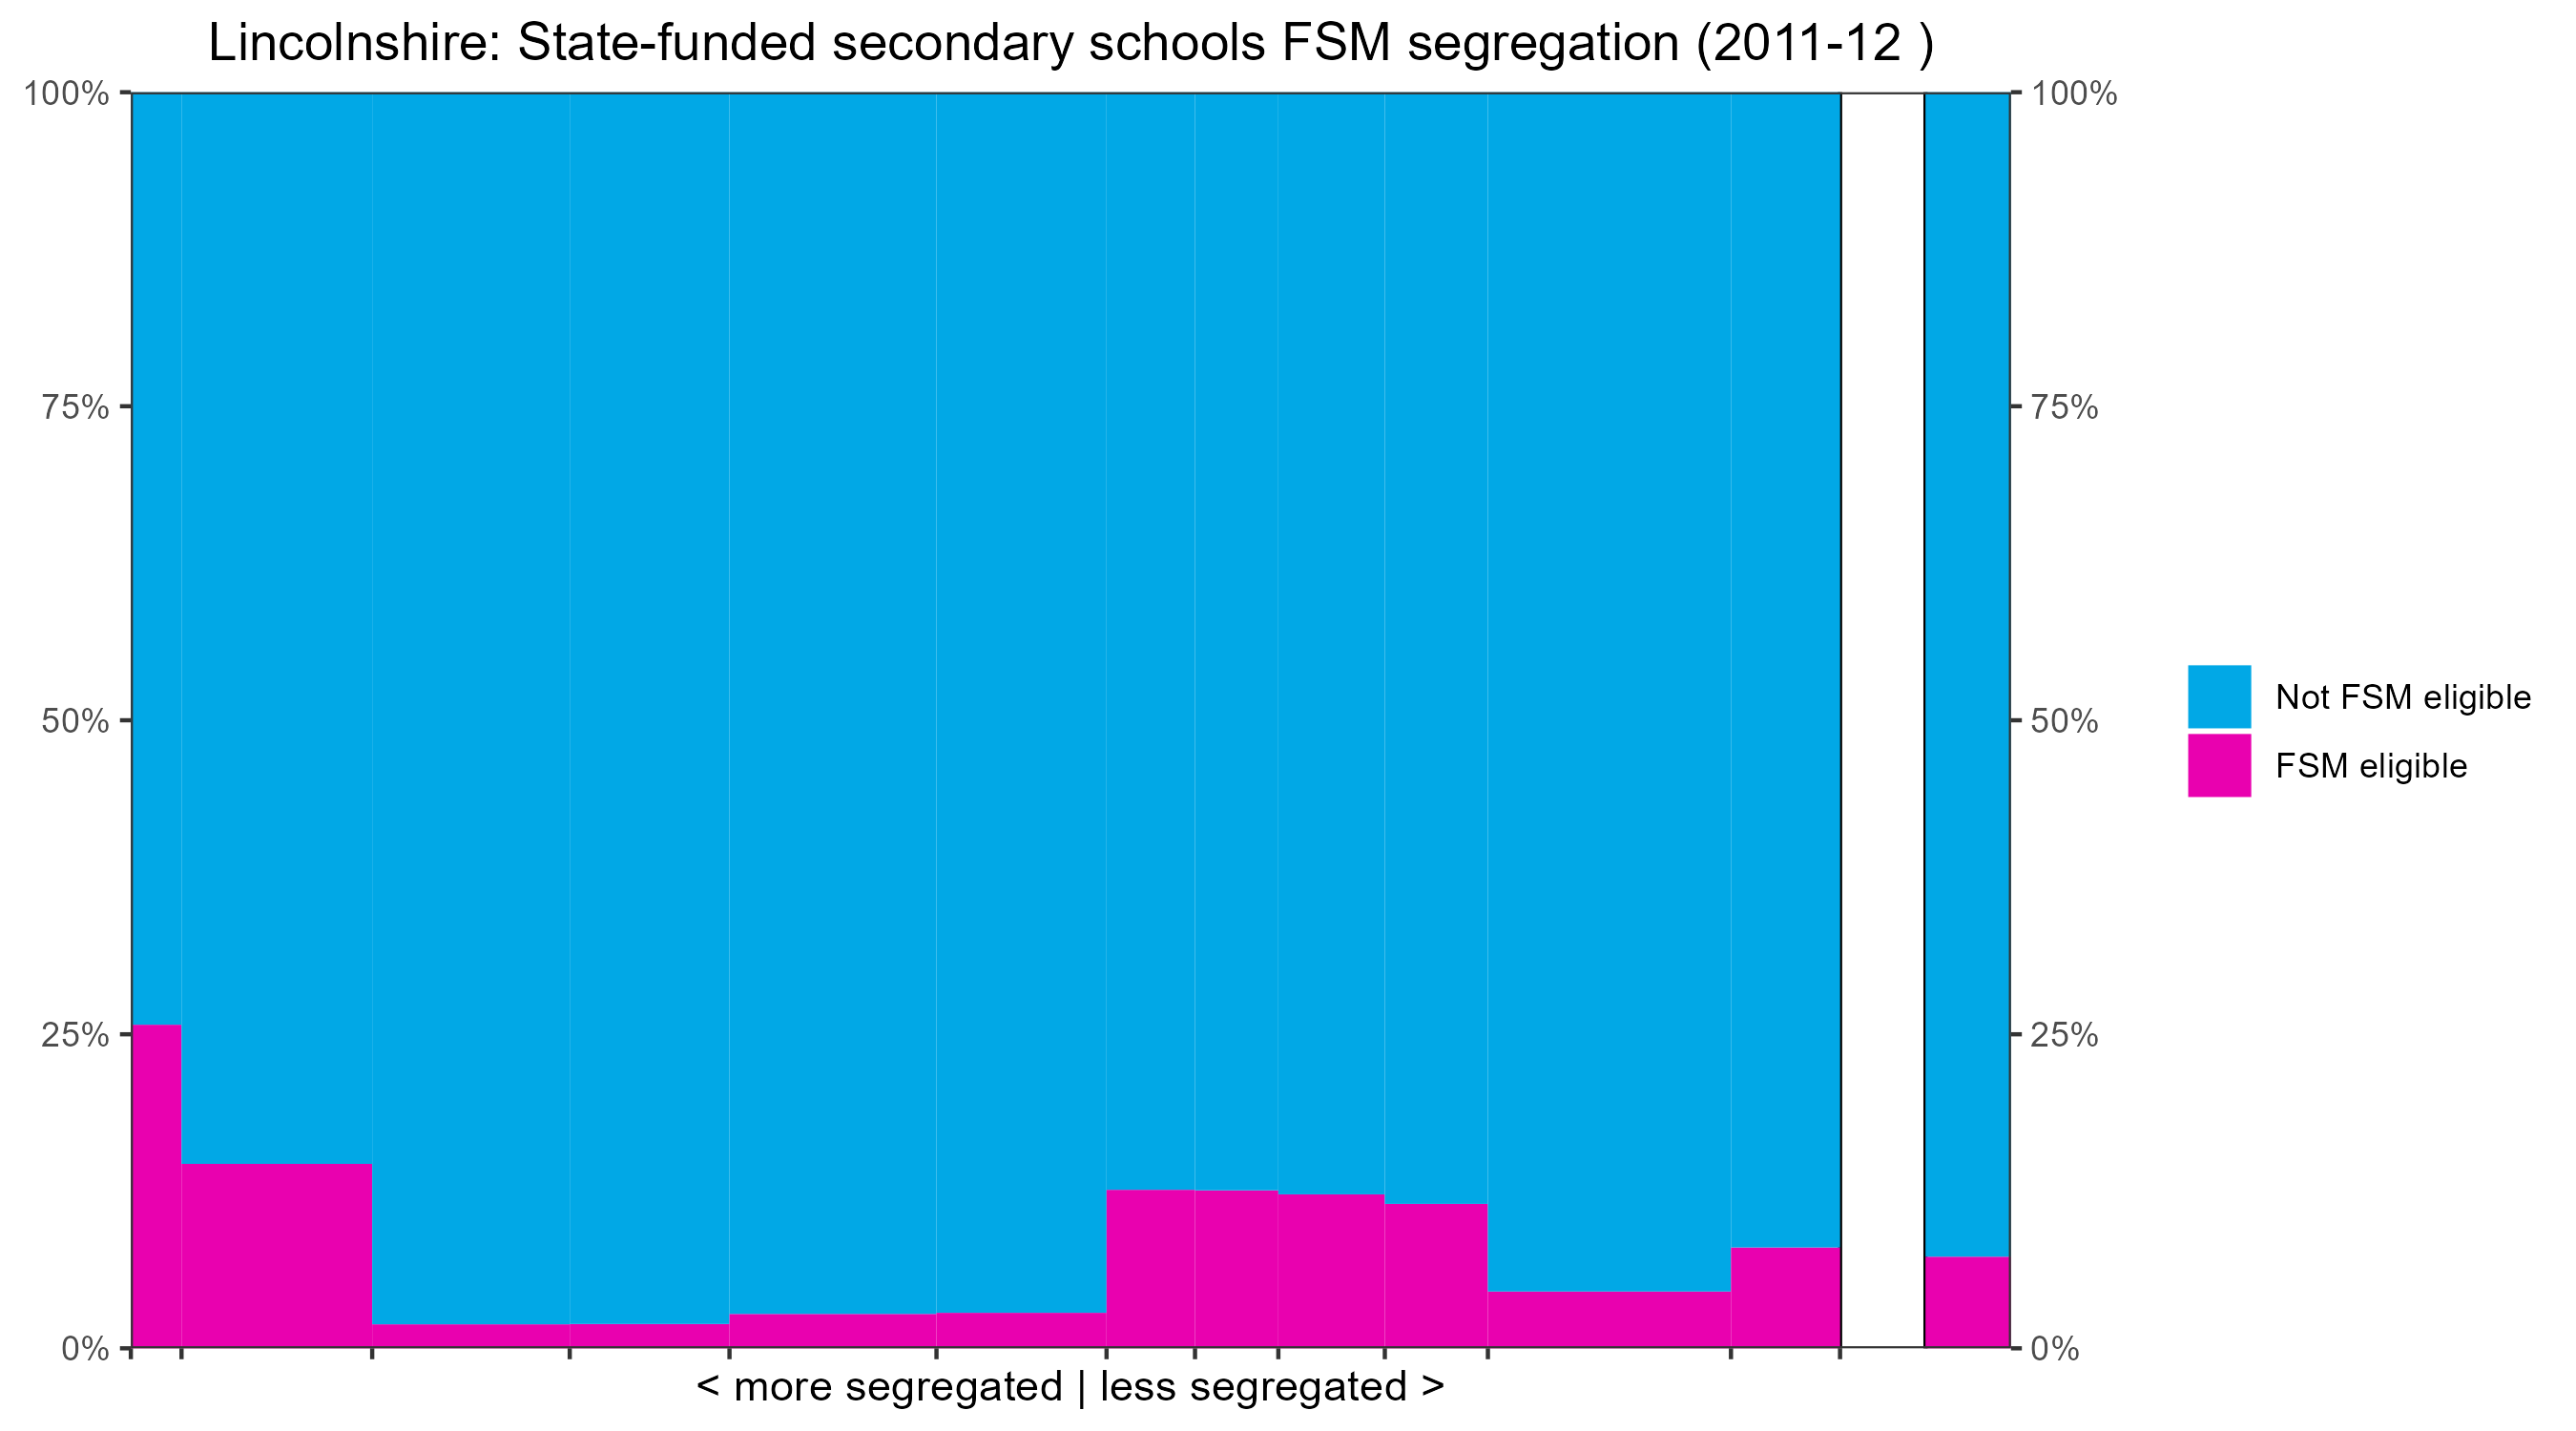 Lincolnshire: State-funded secondary schools FSM segregation (2011-12 )
100%
75%
50%
25%
0%
100%
75%
50%
25%
0%
Not FSM eligible
FSM eligible
< more segregated | less segregated >